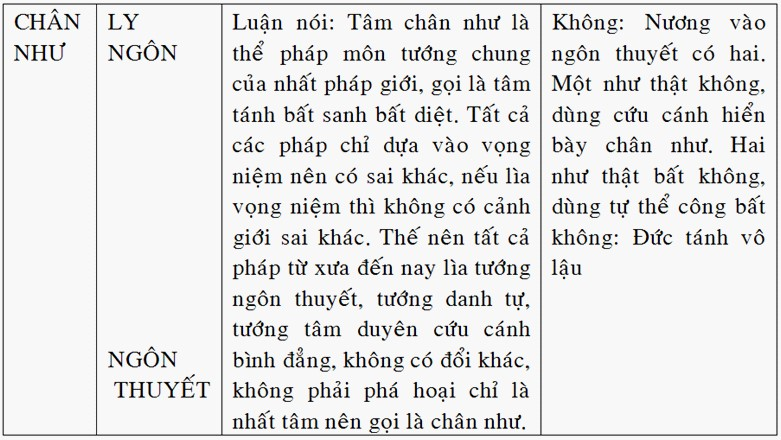 CHÂN
NHƯ
LY
NGÔN
NGÔN
THUYẾT
Luận nói: Tâm chân như là
thể pháp môn tướng chung
của nhất pháp giới, gọi là tâm
tánh bất sanh bất diệt. Tất cả
các pháp chỉ dựa vào vọng
niệm nên có sai khác, nếu lìa
vọng niệm thì không có cảnh
giới sai khác. Thế nên tất cả
pháp từ xưa đến nay lìa tướng
ngôn thuyết, tướng danh tự,
tướng tâm duyên cứu cánh
bình đẳng, không có đổi khác,
không phải phá hoại chỉ là
nhất tâm nên gọi là chân như.
Không: Nương vào
ngôn thuyết có hai.
Một như thật không,
dùng cứu cánh hiển
bày chân như. Hai
như thật bất không,
dùng tự thể công bất
không: Đức tánh vô
lậu